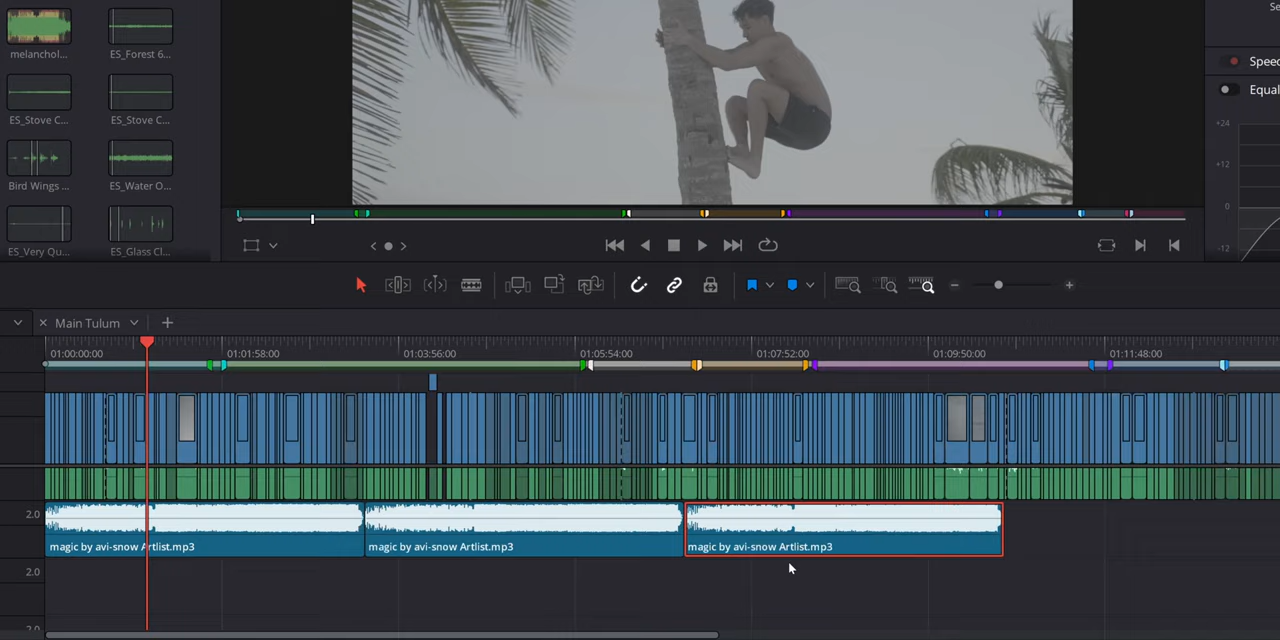 melanchol...
ES_Forest 6...
ES_Stove C...
ES_Stove C...
Bird Wings ...
ES_Water O...
ES_Very Qu...
ES_Glass Cl...
Se
Speed
Equal
+24
+12
0
-12
Main Tulum
01:00:00:00
01:01:58:00
01:03:56:00
01:05:54:00
01:07:52:00
01:09:50:00
01:11:48:00
2.0
magic by avi-snow Artlist.mp3
magic by avi-snow Artlist.mp3
magic by avi-snow Artlist.mp3
2.0
2.0